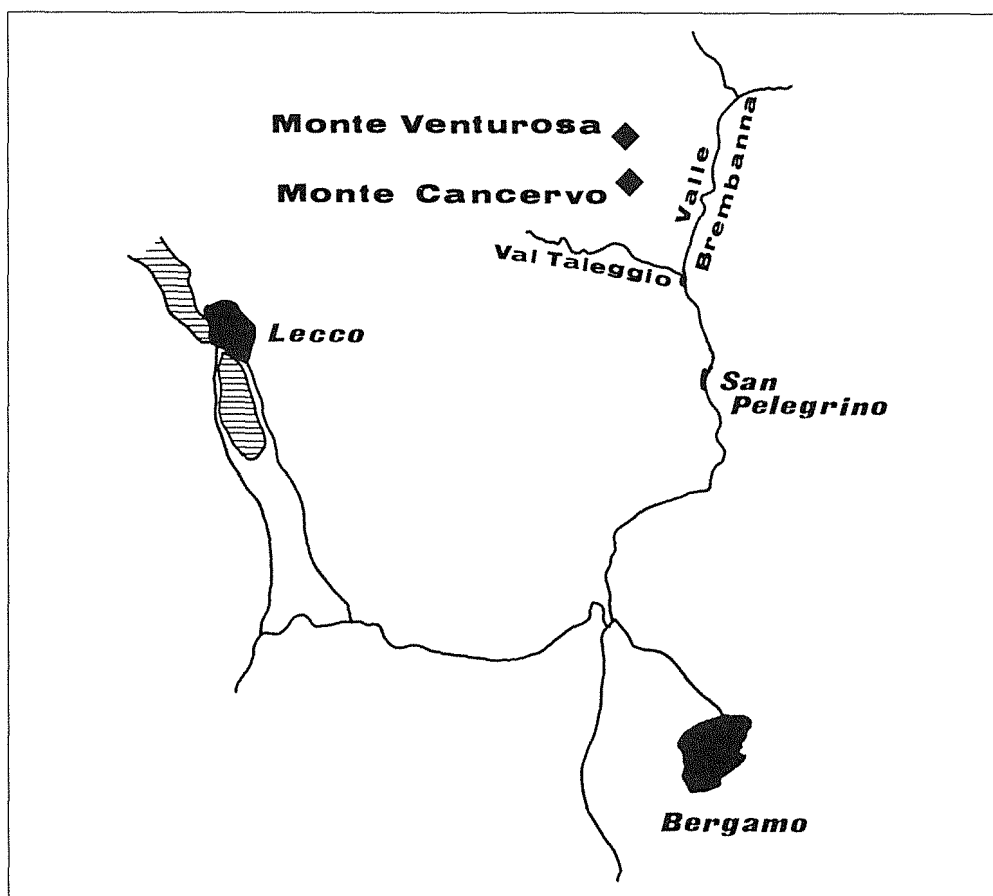 Monte Venturosa
Monte Cancervo
Valle
Brembanna
Val Taleggio
Lecco
San
Pelegrino
Bergamo